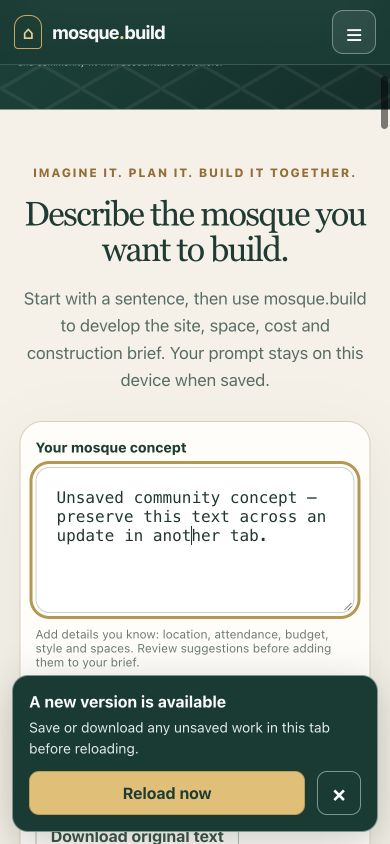 mosque.build
IMAGINE IT. PLAN IT. BUILD IT TOGETHER.
Describe the mosque you
want to build.
Start with a sentence, then use mosque.build
to develop the site, space, cost and
construction brief. Your prompt stays on this
device when saved.
Your mosque concept
Unsaved community concept —
preserve this text across an
update in another tab.
Add details you know: location, attendance, budget,
style and spaces. Review suggestions before adding
them to your brief.
A new version is available
Save or download any unsaved work in this tab
before reloading.
Reload now
Download original text